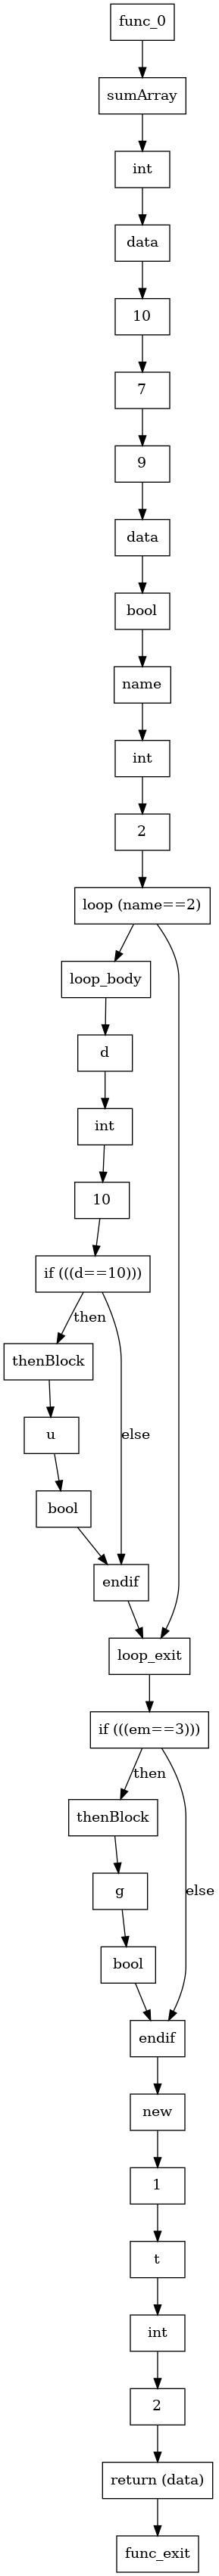 func_0
sumArray
int
data
10
7
9
data
bool
name
int
2
loop (name==2)
loop_body
d
int
10
if (((d==10)))
then
thenBlock
u
else
bool
endif
loop_exit
if (((em==3)))
then
thenBlock
g
else
bool
endif
new
1
t
int
2
return (data)
func_exit